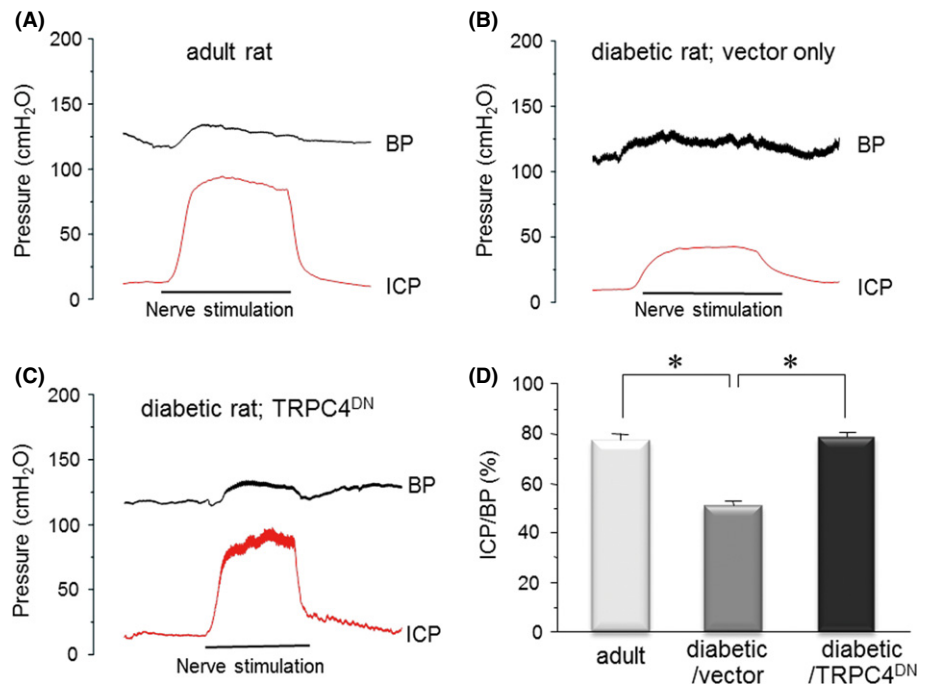 (A)
200
150
100
50
0
Pressure (cmH₂O)
adult rat
BP
ICP
Nerve stimulation
(B)
200
150
100
50
0
Pressure (cmH₂O)
diabetic rat; vector only
BP
ICP
Nerve stimulation
(C)
200
150
100
50
0
Pressure (cmH₂O)
diabetic rat; TRPC4ᴰᴺ
BP
ICP
Nerve stimulation
(D)
100
80
60
40
20
0
ICP/BP (%)
* *
adult
diabetic
/vector
diabetic
/TRPC4ᴰᴺ